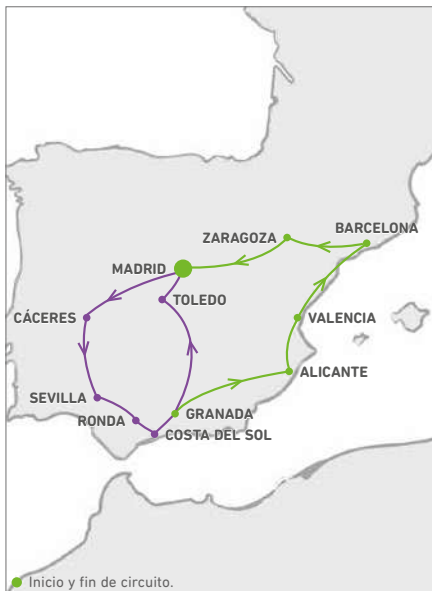 BARCELONA
ZARAGOZA
MADRID
TOLEDO
CÁCERES
VALENCIA
ALICANTE
SEVILLA
GRANADA
RONDA
COSTA DEL SOL
Inicio y fin de circuito.